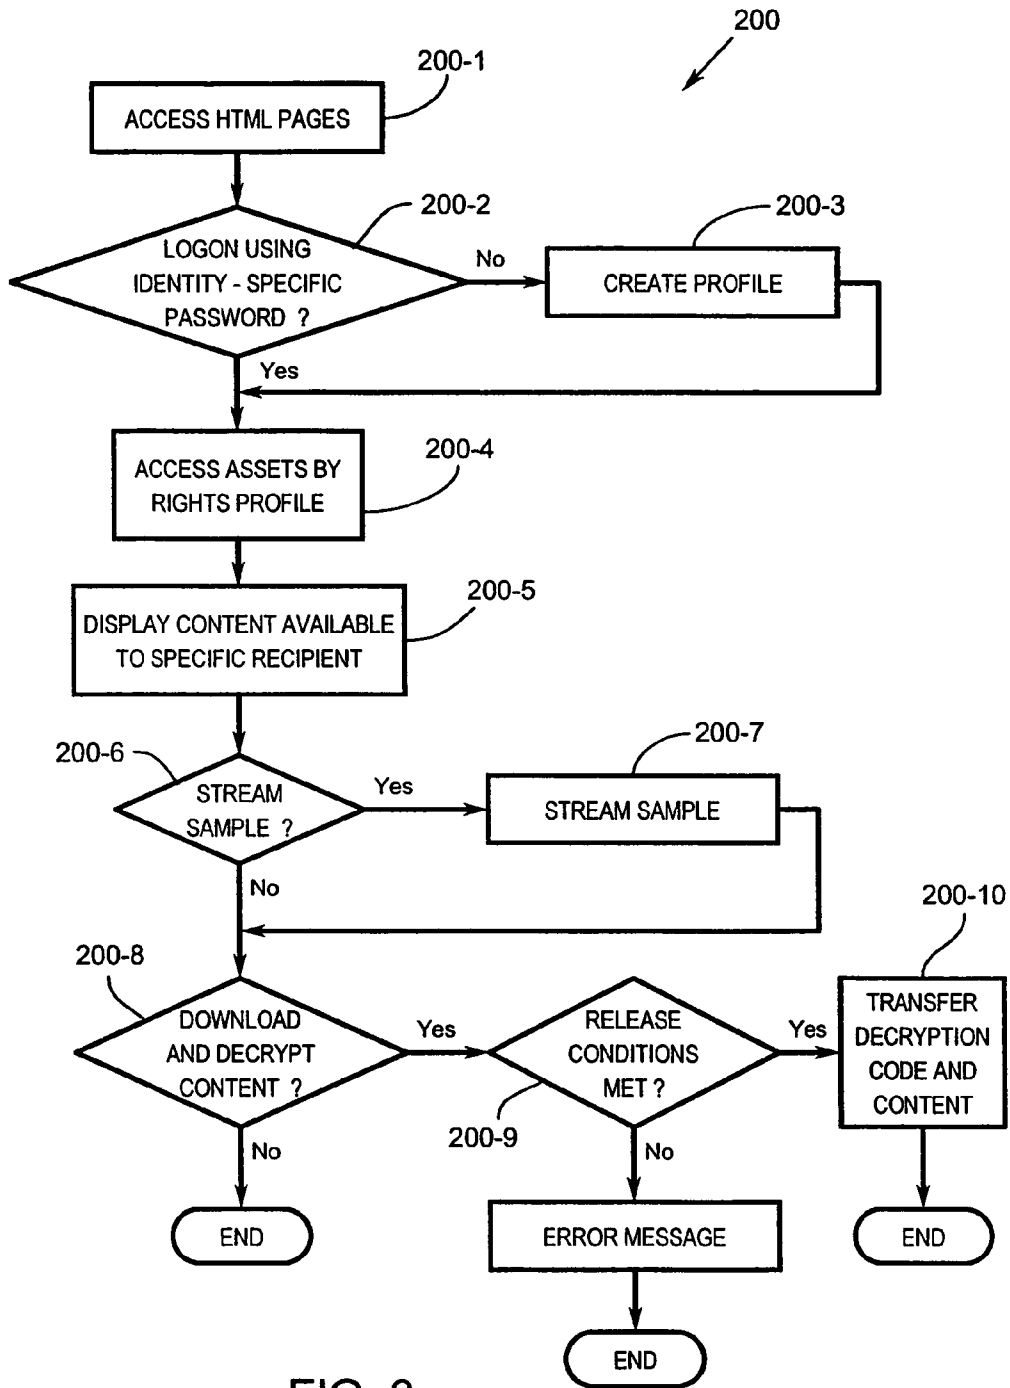 200
200-1
ACCESS HTML PAGES
200-2
LOGON USING
IDENTITY - SPECIFIC
PASSWORD ?
No
200-3
CREATE PROFILE
Yes
200-4
ACCESS ASSETS BY
RIGHTS PROFILE
200-5
DISPLAY CONTENT AVAILABLE
TO SPECIFIC RECIPIENT
200-6
STREAM
SAMPLE ?
Yes
200-7
STREAM SAMPLE
No
200-8
DOWNLOAD
AND DECRYPT
CONTENT ?
Yes
RELEASE
CONDITIONS
MET ?
200-9
Yes
200-10
TRANSFER
DECRYPTION
CODE AND
CONTENT
No
END
No
ERROR MESSAGE
END
END
FIG.